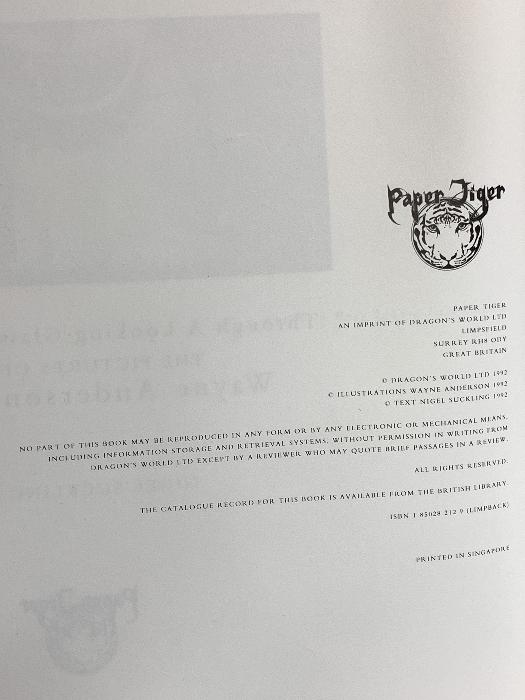 Paper Tiger
PAPER TIGER
AN IMPRINT OF DRAGON'S WORLD LTD
LIMPSFIELD
SURREY RH8 0DY
GREAT BRITAIN
© DRAGON'S WORLD LTD 1992
© ILLUSTRATIONS WAYNE ANDERSON 1992
© TEXT NIGEL SUCKLING 1992
NO PART OF THIS BOOK MAY BE REPRODUCED IN ANY FORM OR BY ANY ELECTRONIC OR MECHANICAL MEANS,
INCLUDING INFORMATION STORAGE AND RETRIEVAL SYSTEMS, WITHOUT PERMISSION IN WRITING FROM
DRAGON'S WORLD LTD EXCEPT BY A REVIEWER WHO MAY QUOTE BRIEF PASSAGES IN A REVIEW.
ALL RIGHTS RESERVED.
THE CATALOGUE RECORD FOR THIS BOOK IS AVAILABLE FROM THE BRITISH LIBRARY.
ISBN 1 85028 212 9 (LIMPBACK)
PRINTED IN SINGAPORE